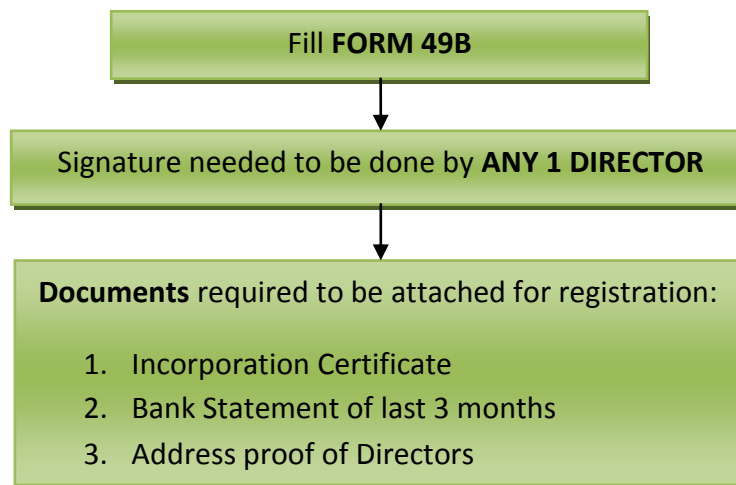 Fill FORM 49B
Signature needed to be done by ANY 1 DIRECTOR
Documents required to be attached for registration:
1. Incorporation Certificate
2. Bank Statement of last 3 months
3. Address proof of Directors